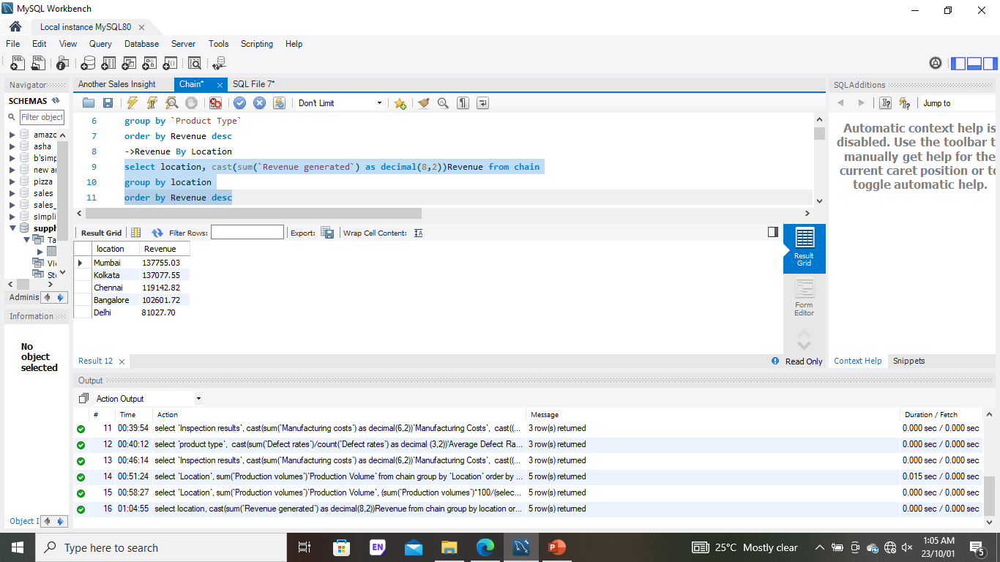 MySQL Workbench
Local instance MySQL80
File Edit View Query Database Server Tools Scripting Help
Navigator
SCHEMAS
Filter object
amazo
asha
b'simp
new ar
pizza
sales
sales_
simpli
suppl
Ta
Vi
St
Adminis
Information
No
object
selected
Object I
Another Sales Insight Chain* SQL File 7*
Don't Limit
6 group by `Product Type`
7 order by Revenue desc
8 ->Revenue By Location
9 select location, cast(sum(`Revenue generated`) as decimal(8,2))Revenue from chain
10 group by location
11 order by Revenue desc
Result Grid Filter Rows: Export: Wrap Cell Content:
location Revenue
Mumbai 137755.03
Kolkata 137077.55
Chennai 119142.82
Bangalore 102601.72
Delhi 81027.70
Result
Grid
Form
Editor
Result 12
Read Only
SQLAdditions
Jump to
Automatic context help is
disabled. Use the toolbar t
manually get help for the
current caret position or to
toggle automatic help.
Context Help Snippets
Output
Action Output
# Time Action Message Duration / Fetch
11 00:39:54 select `Inspection results`, cast(sum(`Manufacturing costs`) as decimal(6,2))`Manufacturing Costs`, cast((... 3 row(s) returned 0.000 sec / 0.000 sec
12 00:40:12 select `product type`, cast(sum(`Defect rates`)/count(`Defect rates`) as decimal (3,2))'Average Defect Ra... 3 row(s) returned 0.000 sec / 0.000 sec
13 00:46:14 select `Inspection results`, cast(sum(`Manufacturing costs`) as decimal(6,2))`Manufacturing Costs`, cast((... 3 row(s) returned 0.000 sec / 0.000 sec
14 00:51:24 select `Location`, sum(`Production volumes`)`Production Volume`from chain group by `Location` order by ... 5 row(s) returned 0.015 sec / 0.000 sec
15 00:58:27 select `Location`, sum(`Production volumes`)`Production Volume`, (sum(`Production volumes`)*100/(selec... 5 row(s) returned 0.000 sec / 0.000 sec
16 01:04:55 select location, cast(sum(`Revenue generated`) as decimal(8,2))Revenue from chain group by location or... 5 row(s) returned 0.000 sec / 0.000 sec
Type here to search
EN
25°C Mostly clear
1:05 AM
23/10/01
5